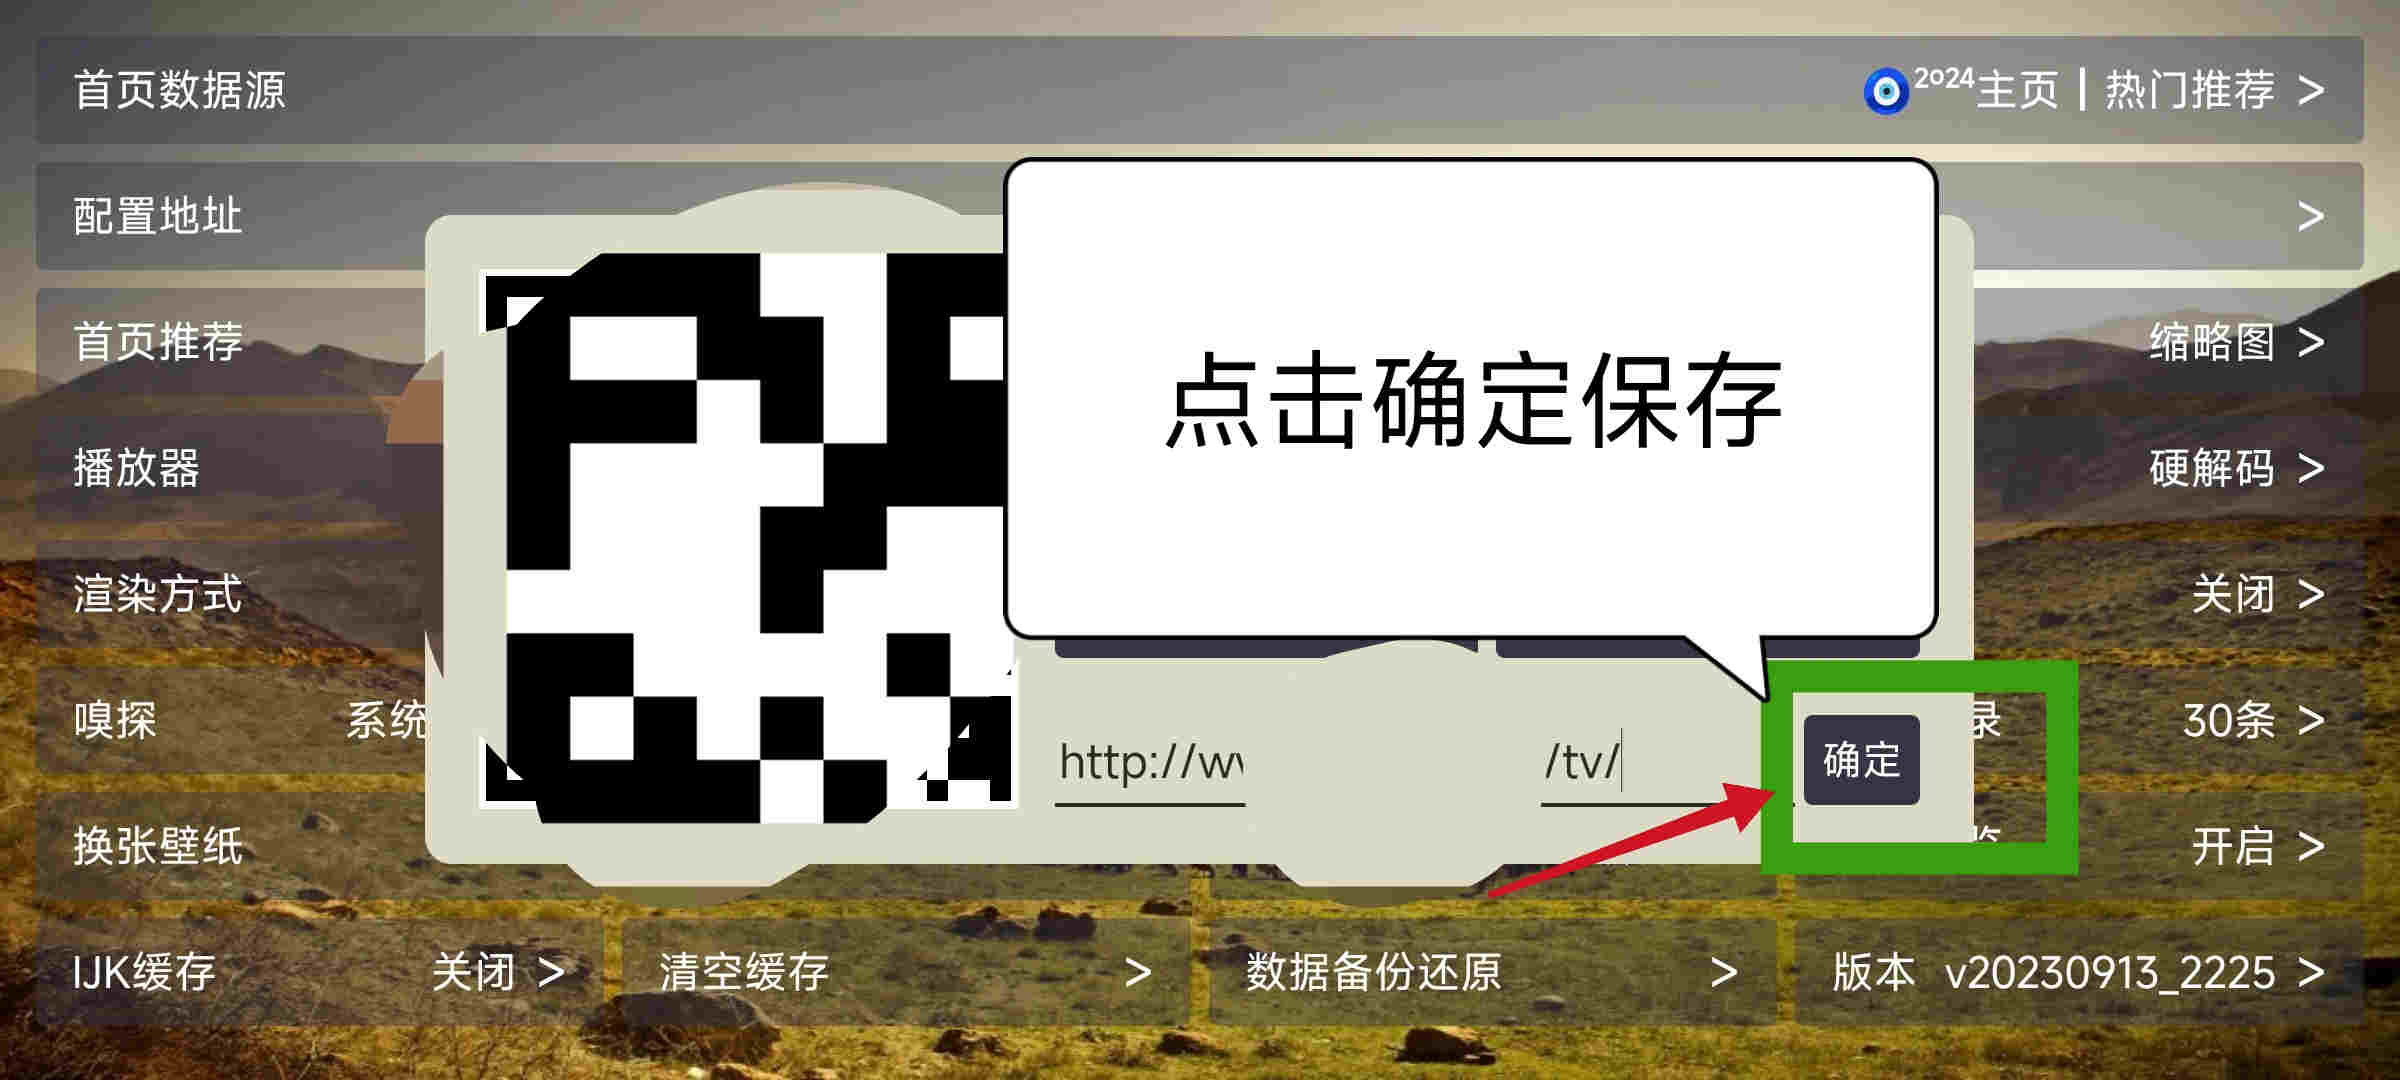 首页数据源
2024主页 | 热门推荐 >
配置地址 >
首页推荐
缩略图 >
点击确定保存
播放器
硬解码 >
渲染方式
关闭 >
嗅探 系统
录 30条 >
http://w
/tv/
确定
换张壁纸
开启 >
IJK缓存 关闭 >
清空缓存 >
数据备份还原 >
版本 v20230913_2225 >